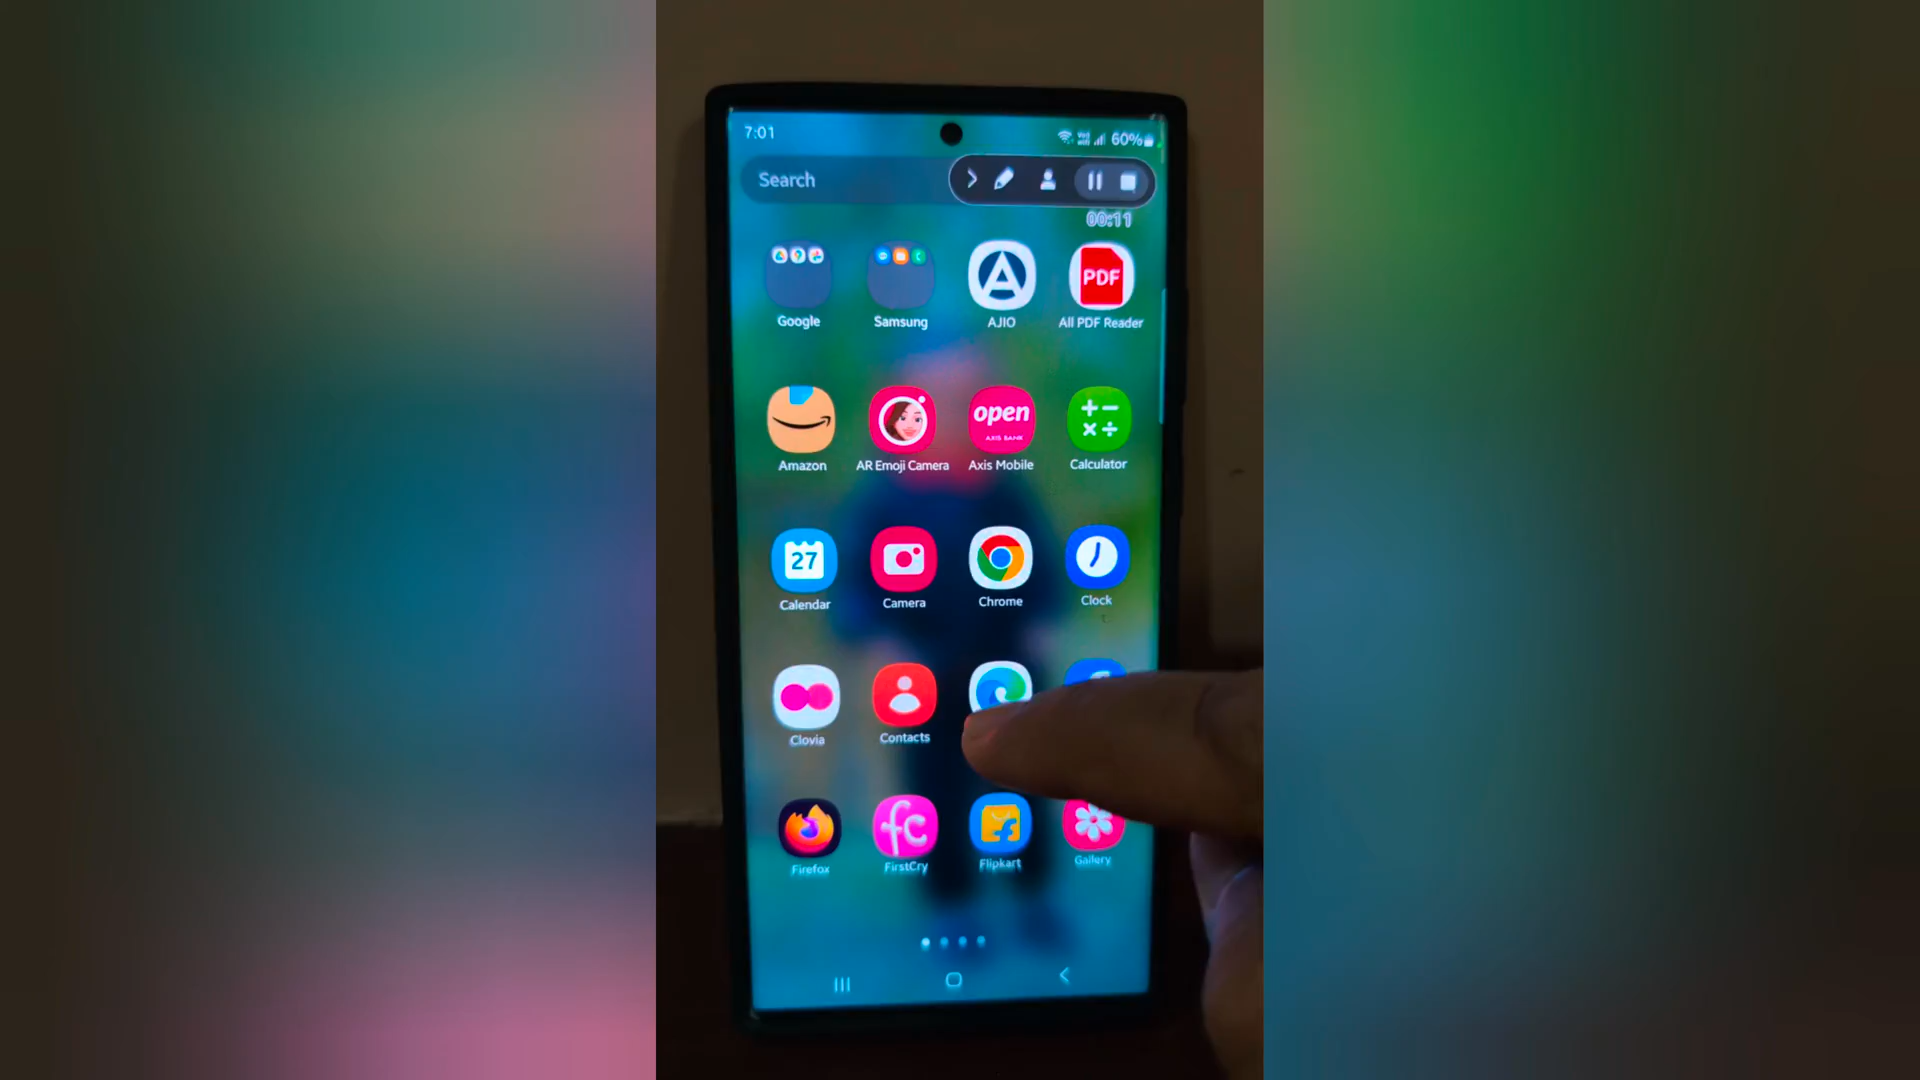 7:01
60%
Search
00:11
PDF
Google
Samsung
AJIO
All PDF Reader
open
AXIS BANK
Amazon
AR Emoji Camera
Axis Mobile
Calculator
27
Calendar
Camera
Chrome
Clock
Clovia
Contacts
fc
Firefox
FirstCry
Flipkart
Gallery